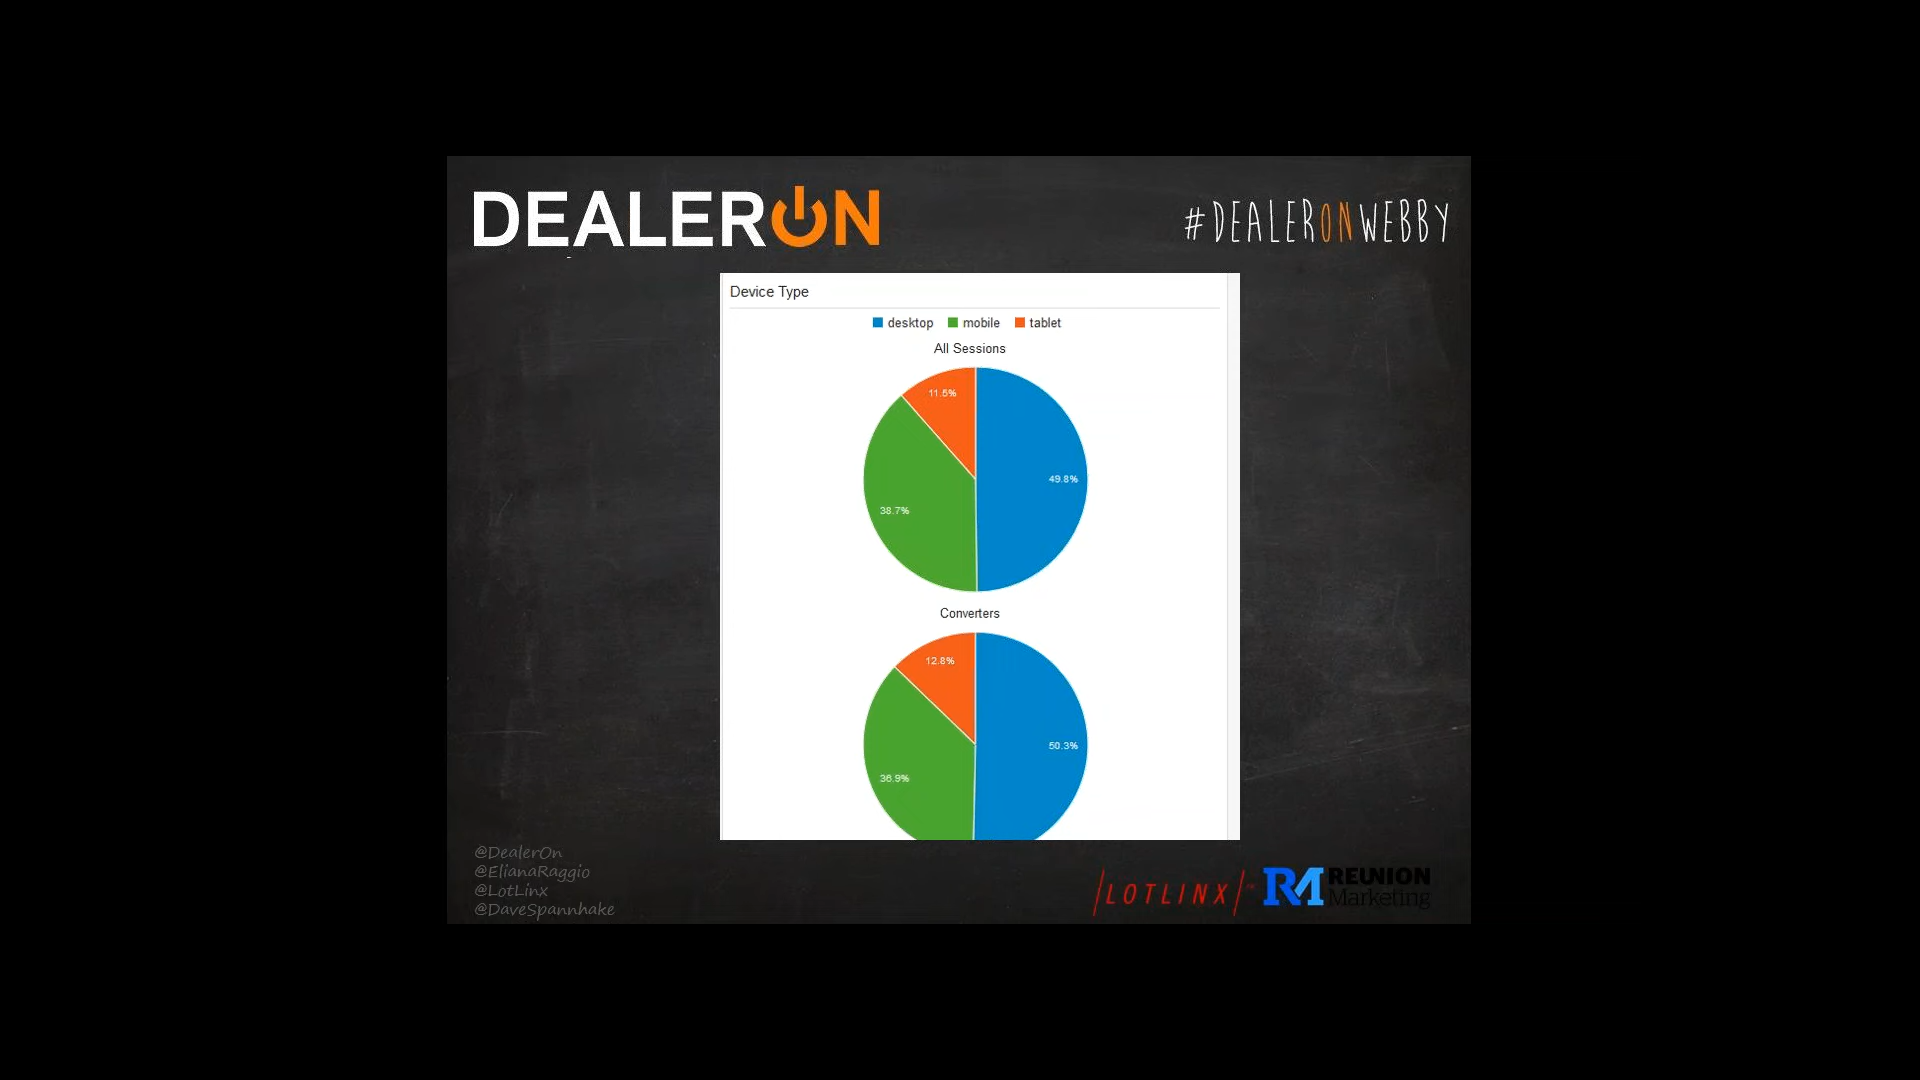 DEALERON
#DEALERONWEBBY
Device Type
desktop mobile tablet
All Sessions
11.5%
49.8%
38.7%
Converters
12.8%
50.3%
36.9%
@DealerOn
@ElianaRaggio
@LotLinx
@DaveSpannhake
LOTLINX
RM REUNION
Marketing